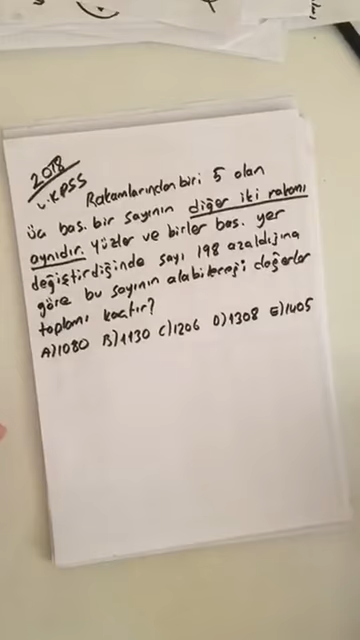 2018
KPSS
Rakamlarından biri 5 olan
üç bas. bir sayının diğer iki rakamı
aynıdır. Yüzler ve birler bas. yer
değiştirdiğinde sayı 198 azaldığına
göre bu sayının alabileceği değerler
toplamı kaçtır?
A)1080 B)1130 C)1206 D)1308 E)1405